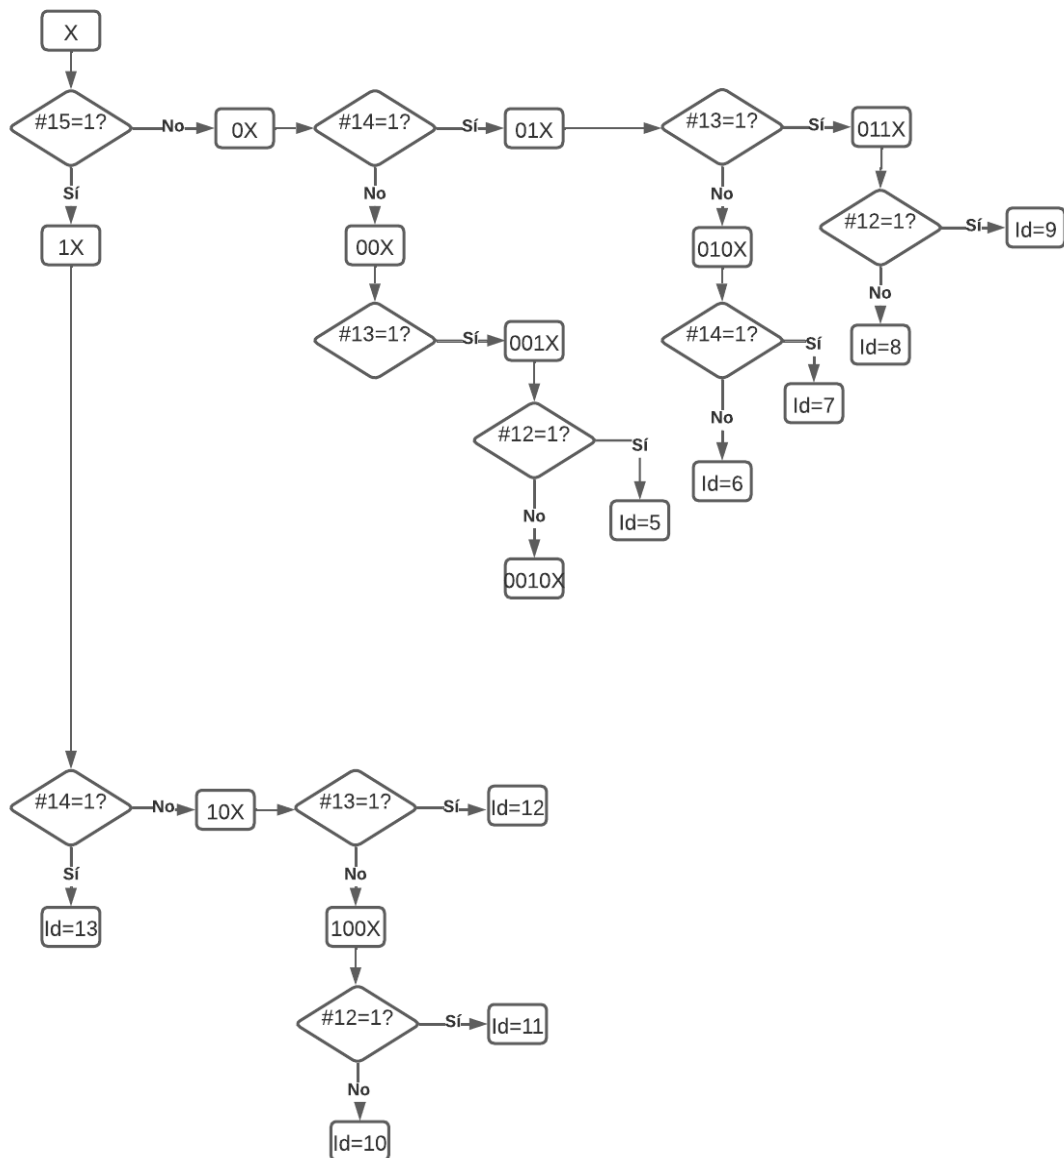 X
#15=1?
No
0X
#14=1?
Sí
01X
#13=1?
Sí
011X
Sí
1X
No
00X
No
010X
#12=1?
Sí
Id=9
No
Id=8
#13=1?
Sí
001X
#14=1?
Sí
Id=7
No
Id=6
#12=1?
Sí
Id=5
No
0010X
#14=1?
No
10X
#13=1?
Sí
Id=12
Sí
Id=13
No
100X
#12=1?
Sí
Id=11
No
Id=10